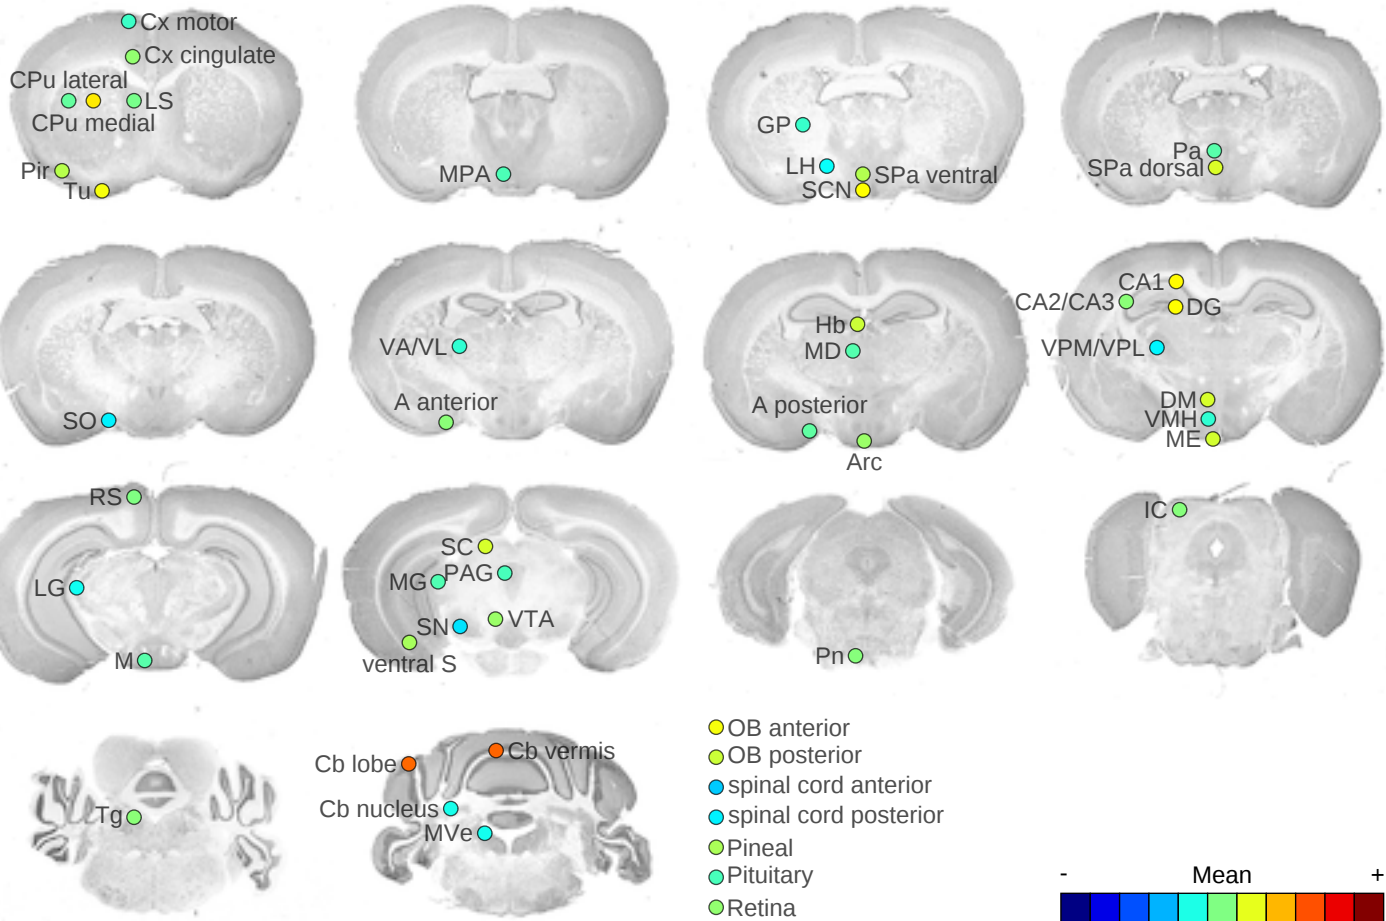 Cx motor
Cx cingulate
CPu lateral
LS
CPu medial
Pir
Tu
MPA
GP
LH
SPa ventral
SCN
Pa
SPa dorsal
SO
VA/VL
A anterior
Hb
MD
A posterior
Arc
CA1
CA2/CA3
DG
VPM/VPL
DM
VMH
ME
RS
LG
M
SC
MG PAG
SN VTA
ventral S
Pn
IC
Tg
Cb lobe
Cb vermis
Cb nucleus
MVe
OB anterior
OB posterior
spinal cord anterior
spinal cord posterior
Pineal
Pituitary
Retina
- Mean +